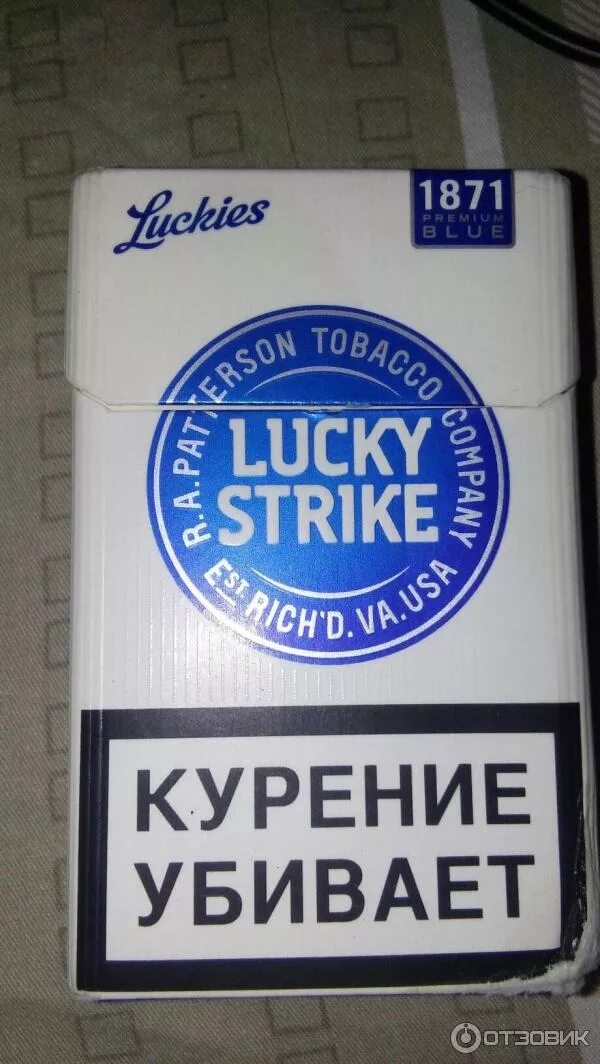 Luckies
1871
PREMIUM
BLUE
R.A.PATTERSON TOBACCO COMPANY
LUCKY
STRIKE
EST. RICH'D. VA. USA
КУРЕНИЕ
УБИВАЕТ
ОТЗОВИК